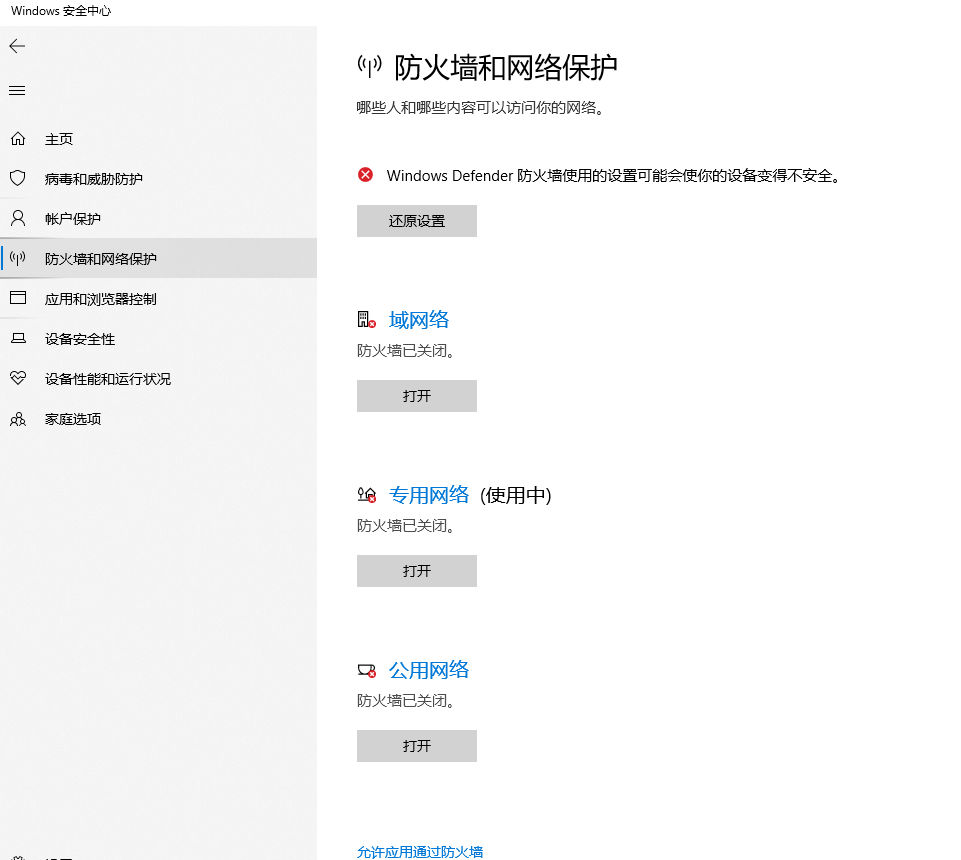 Windows 安全中心
主页
病毒和威胁防护
帐户保护
防火墙和网络保护
应用和浏览器控制
设备安全性
设备性能和运行状况
家庭选项
防火墙和网络保护
哪些人和哪些内容可以访问你的网络。
Windows Defender 防火墙使用的设置可能会使你的设备变得不安全。
还原设置
域网络
防火墙已关闭。
打开
专用网络 (使用中)
防火墙已关闭。
打开
公用网络
防火墙已关闭。
打开
允许应用通过防火墙